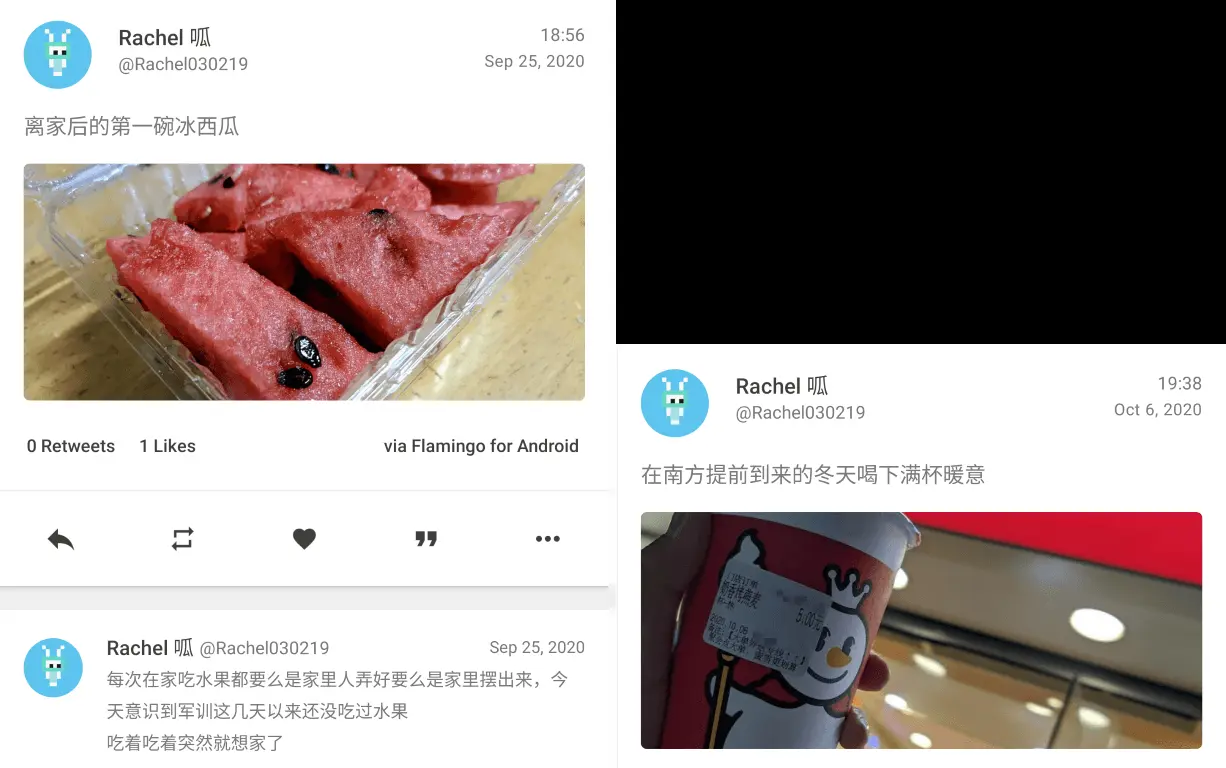 Rachel 呱
18:56
@Rachel030219
Sep 25, 2020
离家后的第一碗冰西瓜
0 Retweets 1 Likes via Flamingo for Android
Rachel 呱 @Rachel030219 Sep 25, 2020
每次在家吃水果都要么是家里人弄好要么是家里摆出来，今
天意识到军训这几天以来还没吃过水果
吃着吃着突然就想家了
Rachel 呱
19:38
@Rachel030219
Oct 6, 2020
在南方提前到来的冬天喝下满杯暖意
奶香烤燕麦
5.00元
2020.10.06